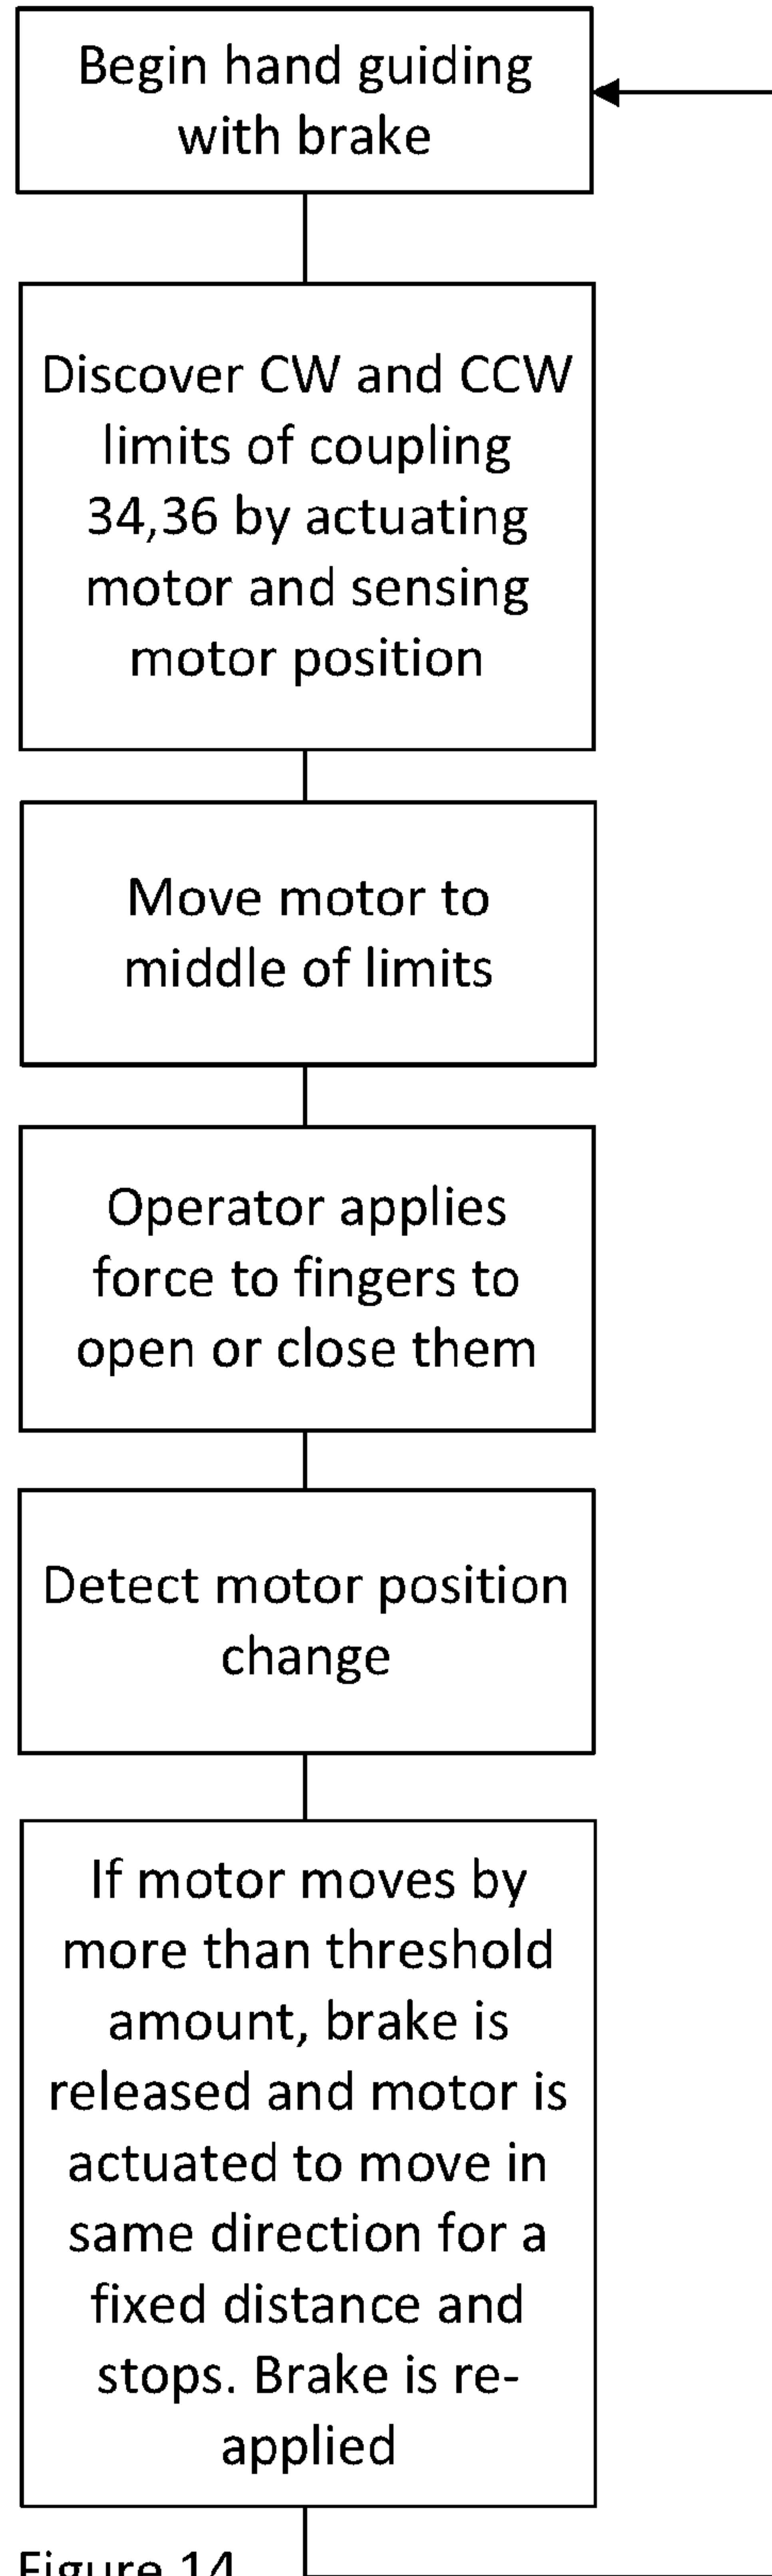 Begin hand guiding
with brake
Discover CW and CCW
limits of coupling
34,36 by actuating
motor and sensing
motor position
Move motor to
middle of limits
Operator applies
force to fingers to
open or close them
Detect motor position
change
If motor moves by
more than threshold
amount, brake is
released and motor is
actuated to move in
same direction for a
fixed distance and
stops. Brake is re-
applied
Figure 14